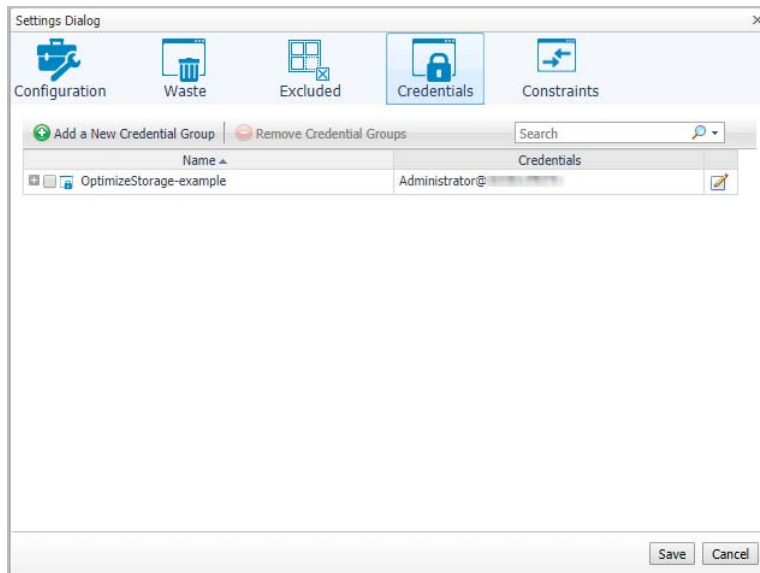 Settings Dialog
Configuration Waste Excluded Credentials Constraints
Add a New Credential Group Remove Credential Groups Search
Name Credentials
OptimizeStorage-example Administrator@
Save Cancel